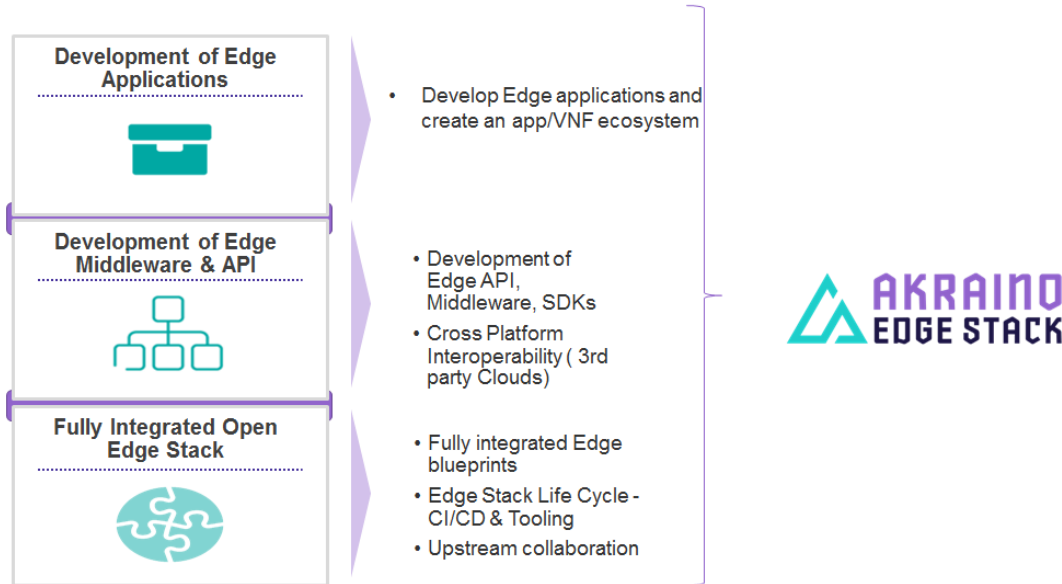 Development of Edge
Applications
• Develop Edge applications and
create an app/VNF ecosystem
Development of Edge
Middleware & API
• Development of
Edge API,
Middleware, SDKs
• Cross Platform
Interoperability ( 3rd
party Clouds)
Fully Integrated Open
Edge Stack
• Fully integrated Edge
blueprints
• Edge Stack Life Cycle -
CI/CD & Tooling
• Upstream collaboration
AKRAINO
EDGE STACK